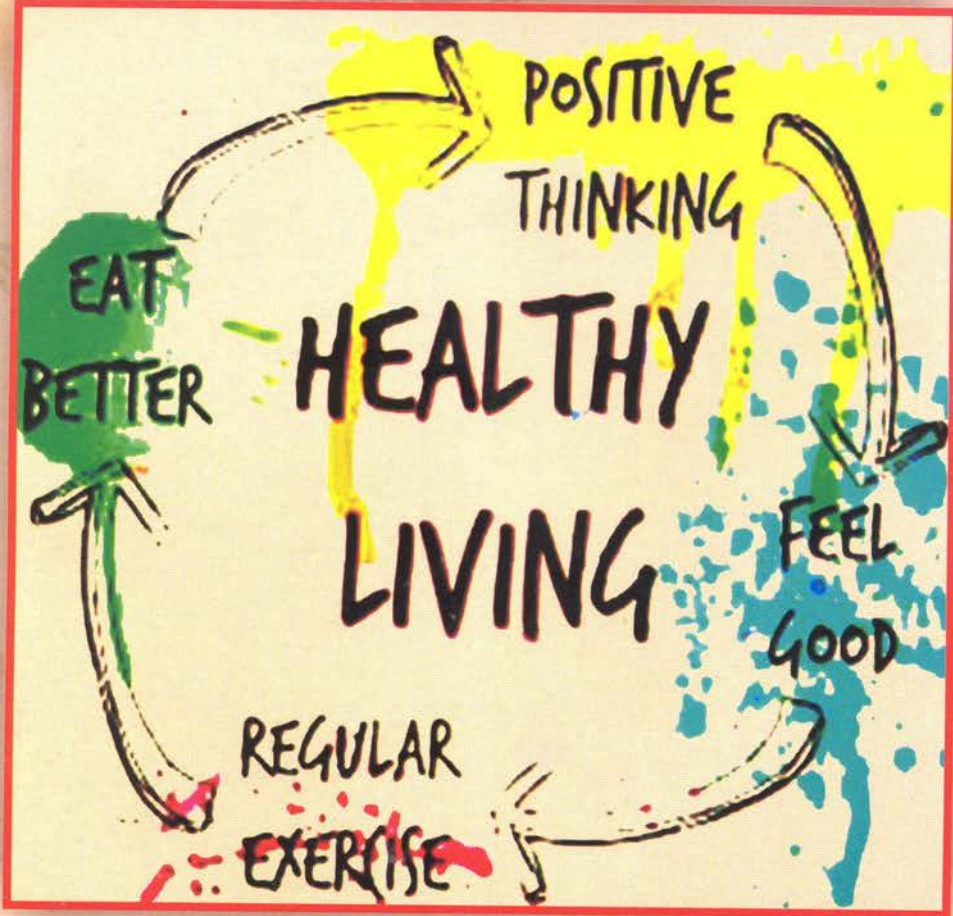 POSITIVE
THINKING
EAT
BETTER
HEALTHY
LIVING
FEEL
GOOD
REGULAR
EXERCISE